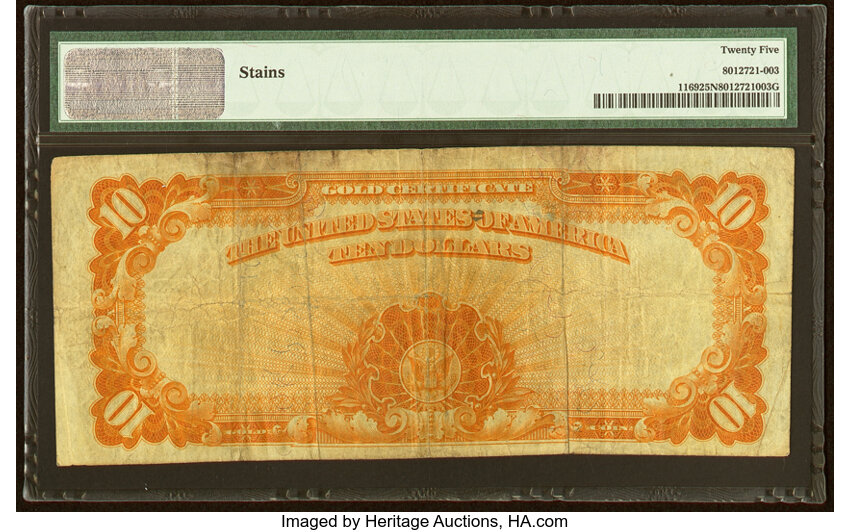 Twenty Five
Stains
8012721-003
116925N8012721003G
10 GOLD CERTIFICATE 10
THE UNITED STATES OF AMERICA
TEN DOLLARS
10 10
Imaged by Heritage Auctions, HA.com